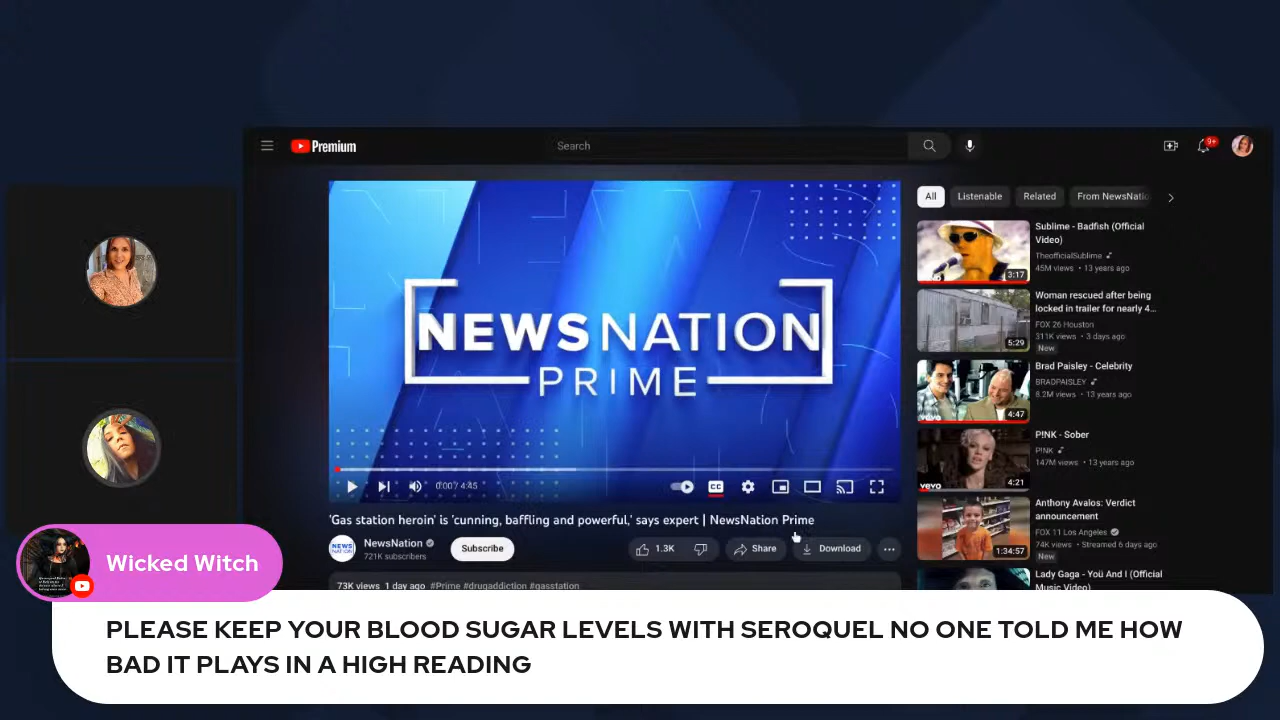 Premium
Search
9+
All
Listenable
Related
From NewsNatio
NEWSNATION
PRIME
0:00 / 4:45
CC
'Gas station heroin' is 'cunning, baffling and powerful,' says expert | NewsNation Prime
NEWS
NATION
NewsNation
721K subscribers
Subscribe
1.3K
Share
Download
73K views 1 day ago #Prime #drugaddiction #gasstation
3:17
Sublime - Badfish (Official
Video)
TheofficialSublime
45M views • 13 years ago
5:29
Woman rescued after being
locked in trailer for nearly 4...
FOX 26 Houston
311K views • 3 days ago
New
vevo
4:47
Brad Paisley - Celebrity
BRADPAISLEY
8.2M views • 13 years ago
vevo
4:21
P!NK - Sober
P!NK
147M views • 13 years ago
1:34:57
Anthony Avalos: Verdict
announcement
FOX 11 Los Angeles
74K views • Streamed 6 days ago
New
Lady Gaga - Yoü And I (Official
Music Video)
Wicked Witch
PLEASE KEEP YOUR BLOOD SUGAR LEVELS WITH SEROQUEL NO ONE TOLD ME HOW
BAD IT PLAYS IN A HIGH READING